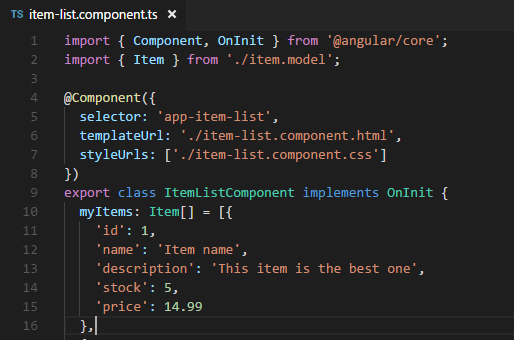 TS item-list.component.ts ×
1 import { Component, OnInit } from '@angular/core';
2 import { Item } from './item.model';
3
4 @Component({
5 selector: 'app-item-list',
6 templateUrl: './item-list.component.html',
7 styleUrls: ['./item-list.component.css']
8 })
9 export class ItemListComponent implements OnInit {
10 myItems: Item[] = [{
11 'id': 1,
12 'name': 'Item name',
13 'description': 'This item is the best one',
14 'stock': 5,
15 'price': 14.99
16 },